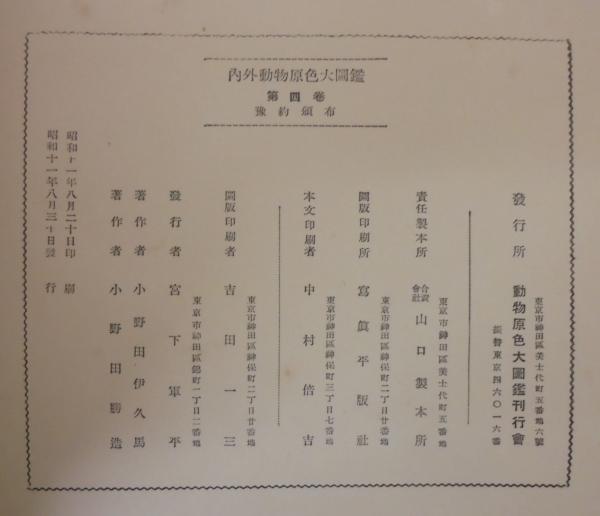 內外動物原色大圖鑑
第四卷
豫約頒布
昭和十一年八月二十日印刷
昭和十一年八月三十日發行
著作者 小野田勝造
著作者 小野田伊久馬
東京市神田區錦町一丁目二番地
發行者 宮下軍平
東京市神田區神保町二丁目廿番地
圖版印刷者 吉田一三
東京市神田區神保町三丁目七番地
本文印刷者 中村倍吉
東京市神田區神保町二丁目廿番地
圖版印刷所 寫眞平版社
東京市神田區美土代町五番地
責任製本所 合資會社 山口製本所
東京市神田區美土代町五番地六號
發行所 動物原色大圖鑑刊行會
振替東京四六〇一六番